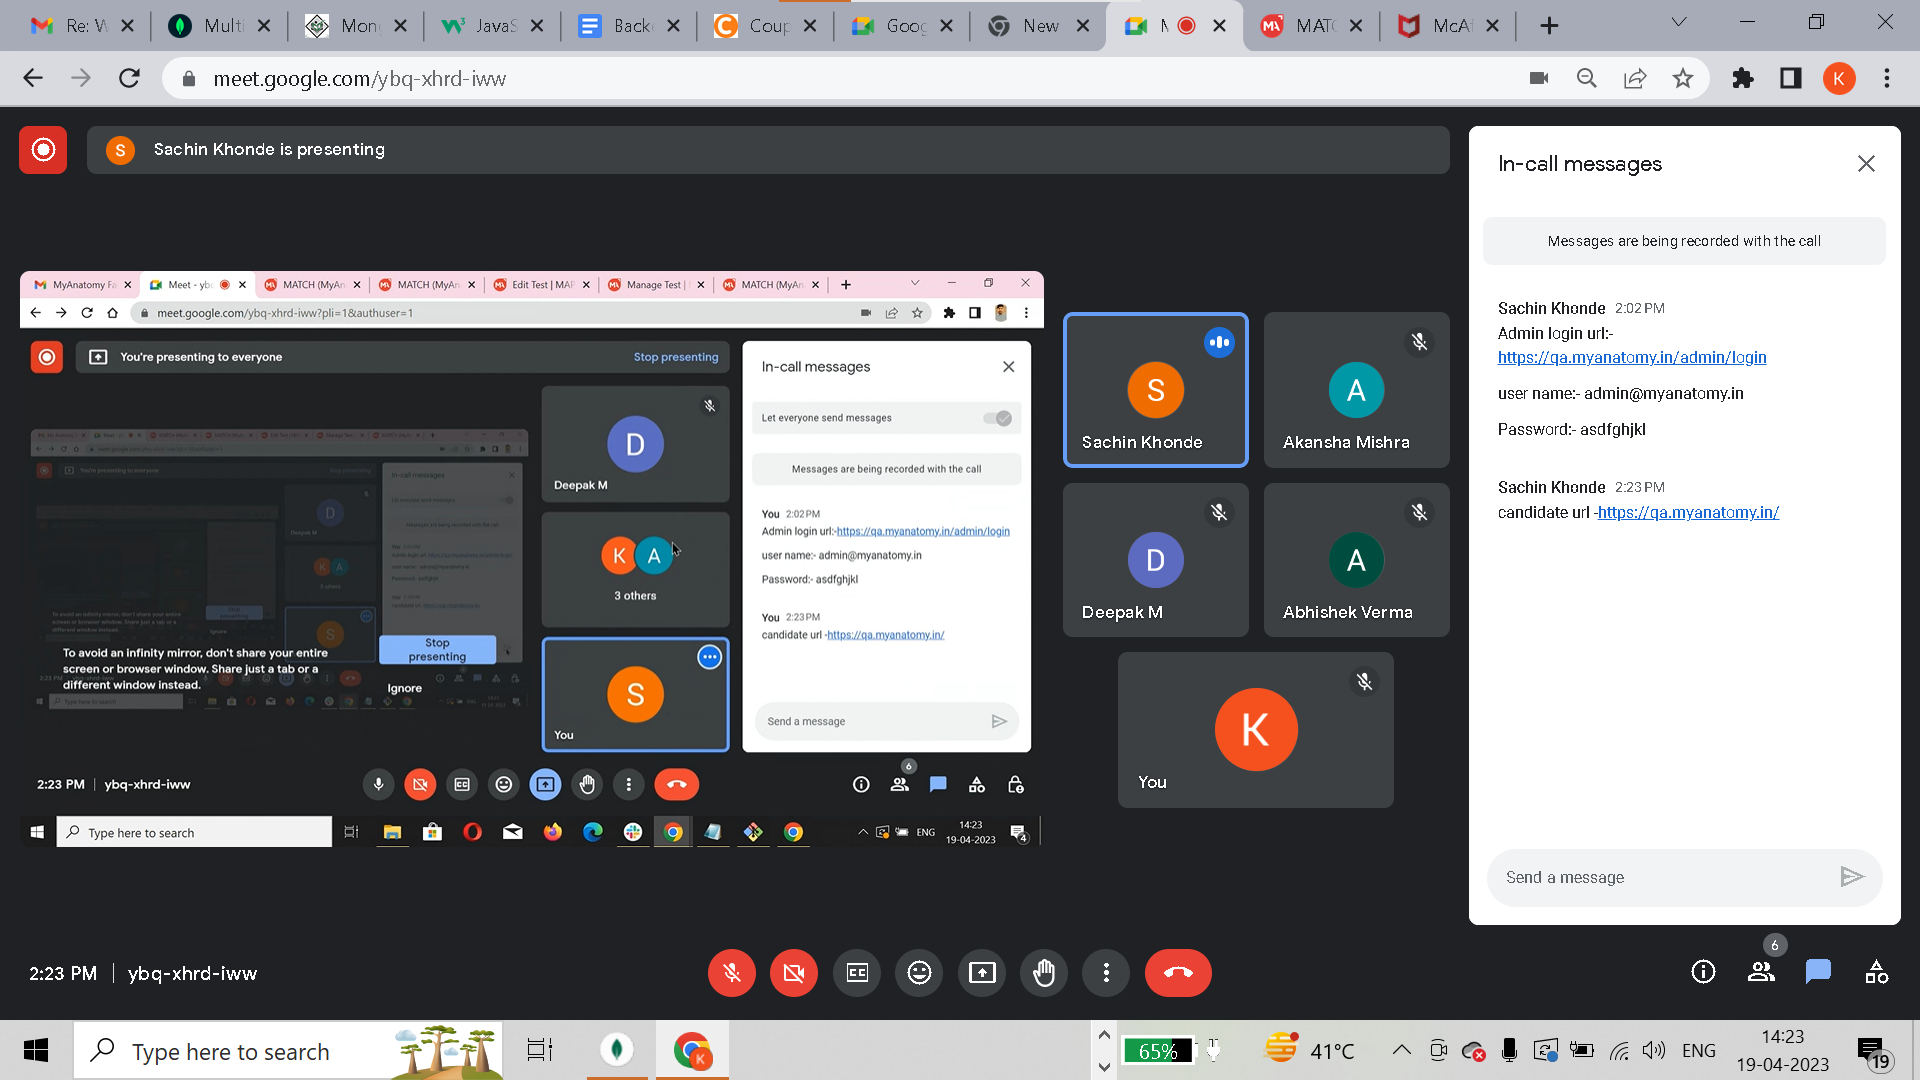 Re: W
Multi
Mon
JavaS
Back
Coup
Goog
New
M
MATC
McA
meet.google.com/ybq-xhrd-iww
K
S
Sachin Khonde is presenting
MyAnatomy Fa
Meet - yb
MATCH (MyAn
MATCH (MyAn
Edit Test | MAP
Manage Test |
MATCH (MyAn
meet.google.com/ybq-xhrd-iww?pli=1&authuser=1
You're presenting to everyone
Stop presenting
D
Deepak M
K A
3 others
S
You
To avoid an infinity mirror, don't share your entire
screen or browser window. Share just a tab or a
different window instead.
Stop
presenting
Ignore
In-call messages
Let everyone send messages
Messages are being recorded with the call
You 2:02 PM
Admin login url:-https://qa.myanatomy.in/admin/login
user name:- admin@myanatomy.in
Password:- asdfghjkl
You 2:23 PM
candidate url -https://qa.myanatomy.in/
Send a message
2:23 PM | ybq-xhrd-iww
6
Type here to search
ENG
14:23
19-04-2023
4
S
Sachin Khonde
A
Akansha Mishra
D
Deepak M
A
Abhishek Verma
K
You
In-call messages
Messages are being recorded with the call
Sachin Khonde 2:02 PM
Admin login url:-
https://qa.myanatomy.in/admin/login
user name:- admin@myanatomy.in
Password:- asdfghjkl
Sachin Khonde 2:23 PM
candidate url -https://qa.myanatomy.in/
Send a message
2:23 PM | ybq-xhrd-iww
6
Type here to search
65%
41°C
ENG
14:23
19-04-2023
19